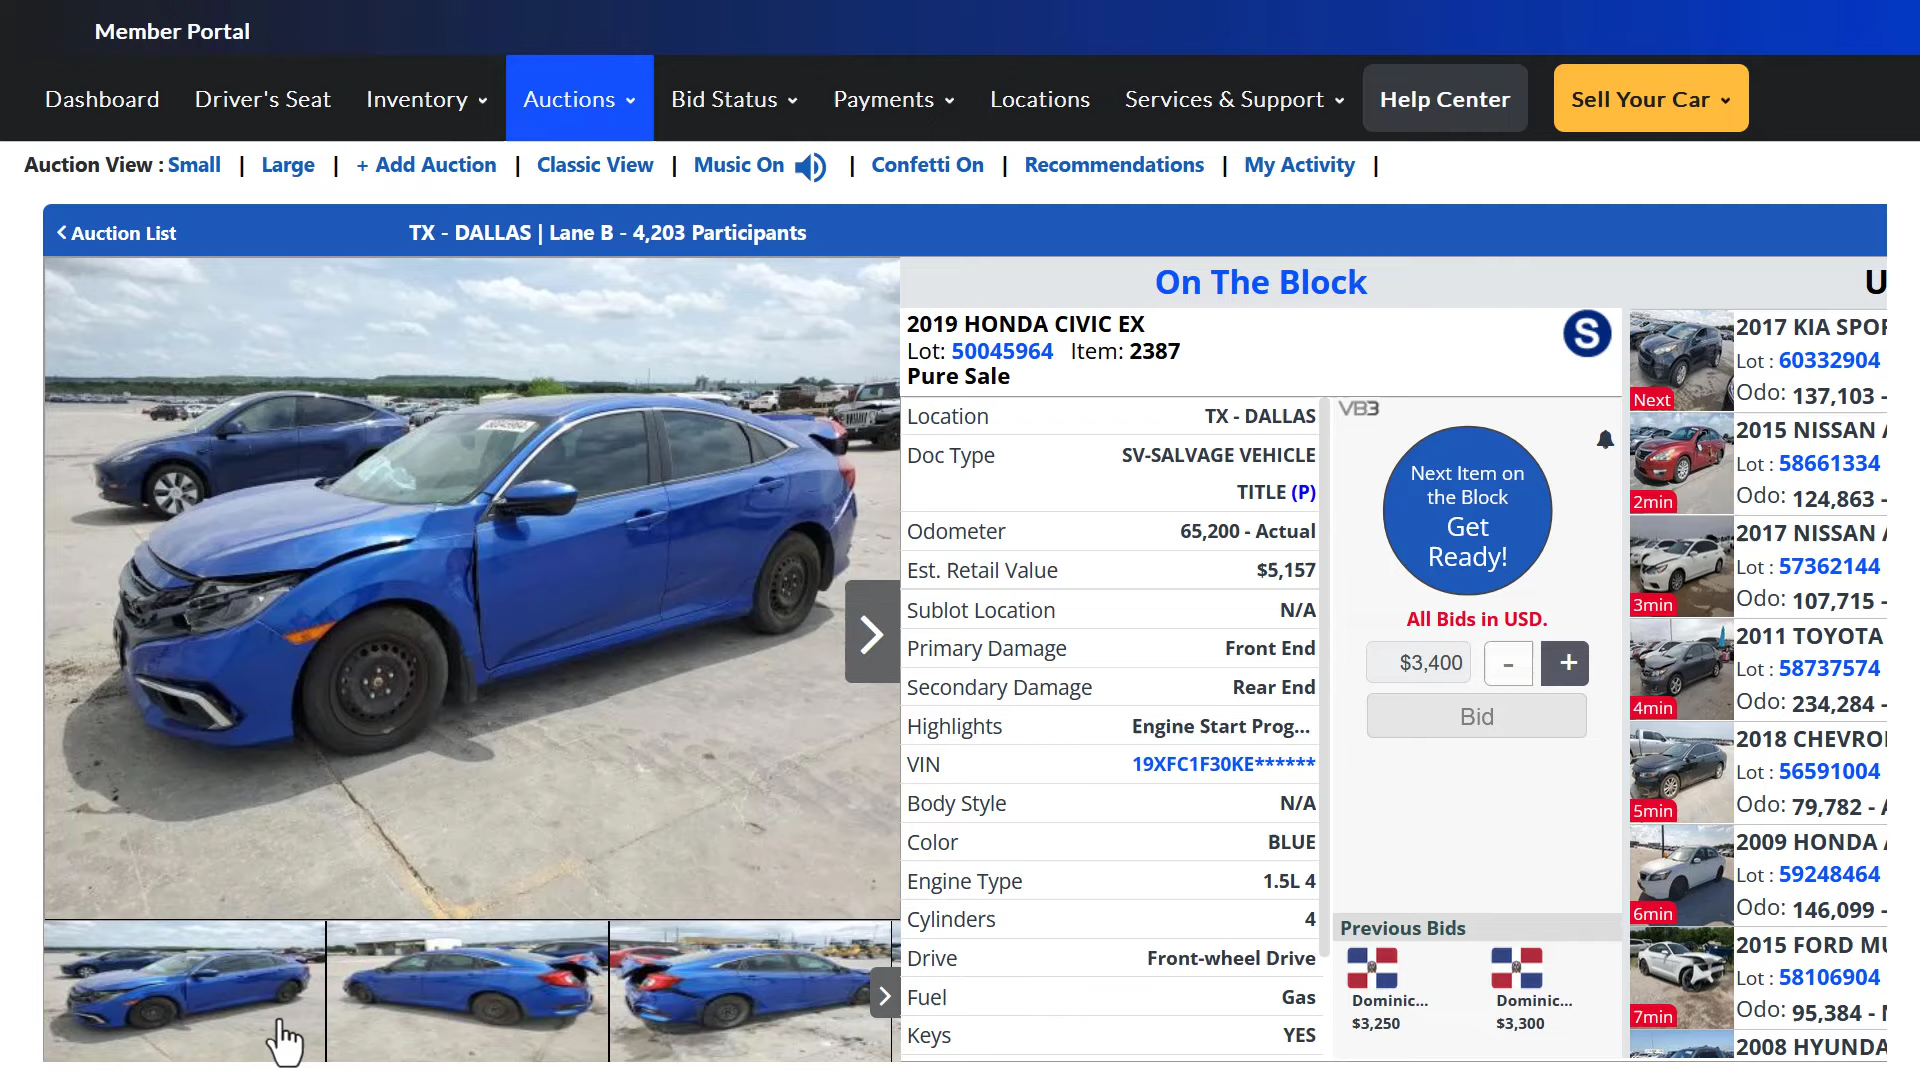 Member Portal
Dashboard
Driver's Seat
Inventory
Auctions
Bid Status
Payments
Locations
Services & Support
Help Center
Sell Your Car
Auction View : Small | Large | + Add Auction | Classic View | Music On | Confetti On | Recommendations | My Activity |
Auction List
TX - DALLAS | Lane B - 4,203 Participants
On The Block
2019 HONDA CIVIC EX
Lot: 50045964 Item: 2387
Pure Sale
S
Location TX - DALLAS
Doc Type SV-SALVAGE VEHICLE
TITLE (P)
Odometer 65,200 - Actual
Est. Retail Value $5,157
Sublot Location N/A
Primary Damage Front End
Secondary Damage Rear End
Highlights Engine Start Prog...
VIN 19XFC1F30KE******
Body Style N/A
Color BLUE
Engine Type 1.5L 4
Cylinders 4
Drive Front-wheel Drive
Fuel Gas
Keys YES
VB3
Next Item on
the Block
Get
Ready!
All Bids in USD.
$3,400 - +
Bid
Previous Bids
Dominic...
$3,250
Dominic...
$3,300
U
2017 KIA SPOR
Lot : 60332904
Odo: 137,103 -
Next
2015 NISSAN A
Lot : 58661334
Odo: 124,863 -
2min
2017 NISSAN A
Lot : 57362144
Odo: 107,715 -
3min
2011 TOYOTA
Lot : 58737574
Odo: 234,284 -
4min
2018 CHEVROL
Lot : 56591004
Odo: 79,782 - A
5min
2009 HONDA A
Lot : 59248464
Odo: 146,099 -
6min
2015 FORD MU
Lot : 58106904
Odo: 95,384 - N
7min
2008 HYUNDA